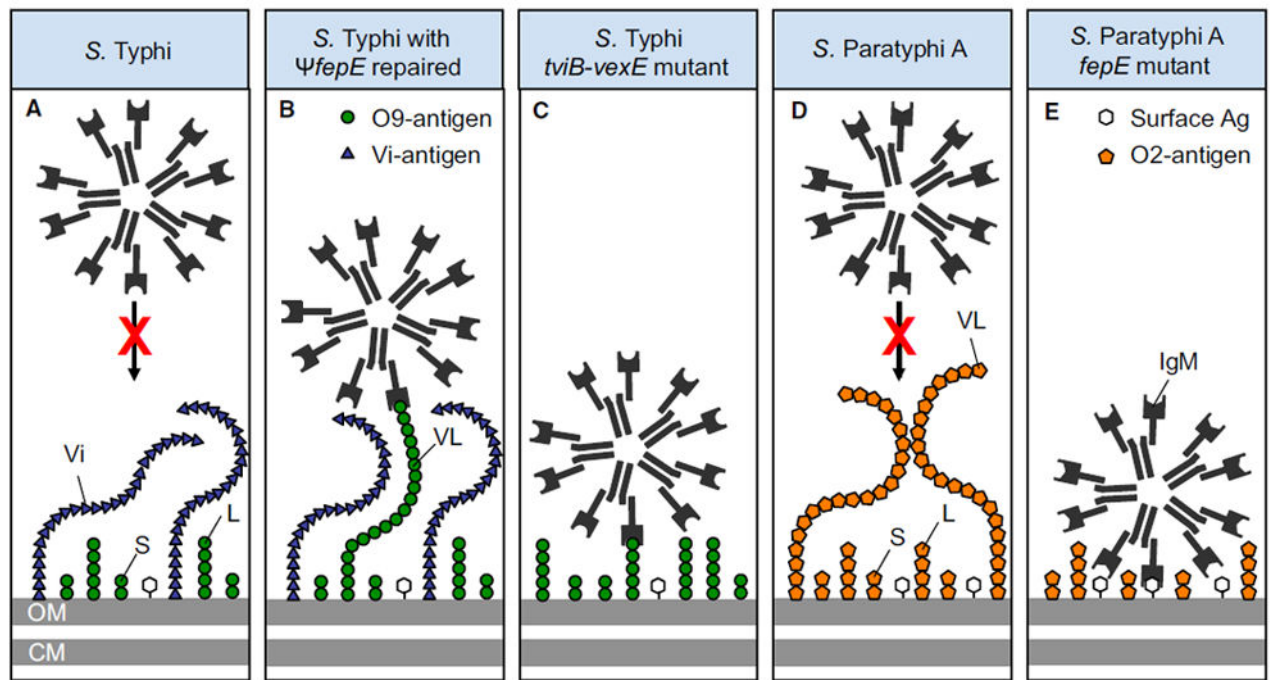 S. Typhi
S. Typhi with
ΨfepE repaired
S. Typhi
tviB-vexE mutant
S. Paratyphi A
S. Paratyphi A
fepE mutant
A
Vi
S
L
OM
CM
B
O9-antigen
Vi-antigen
VL
C
D
VL
S
L
E
Surface Ag
O2-antigen
IgM